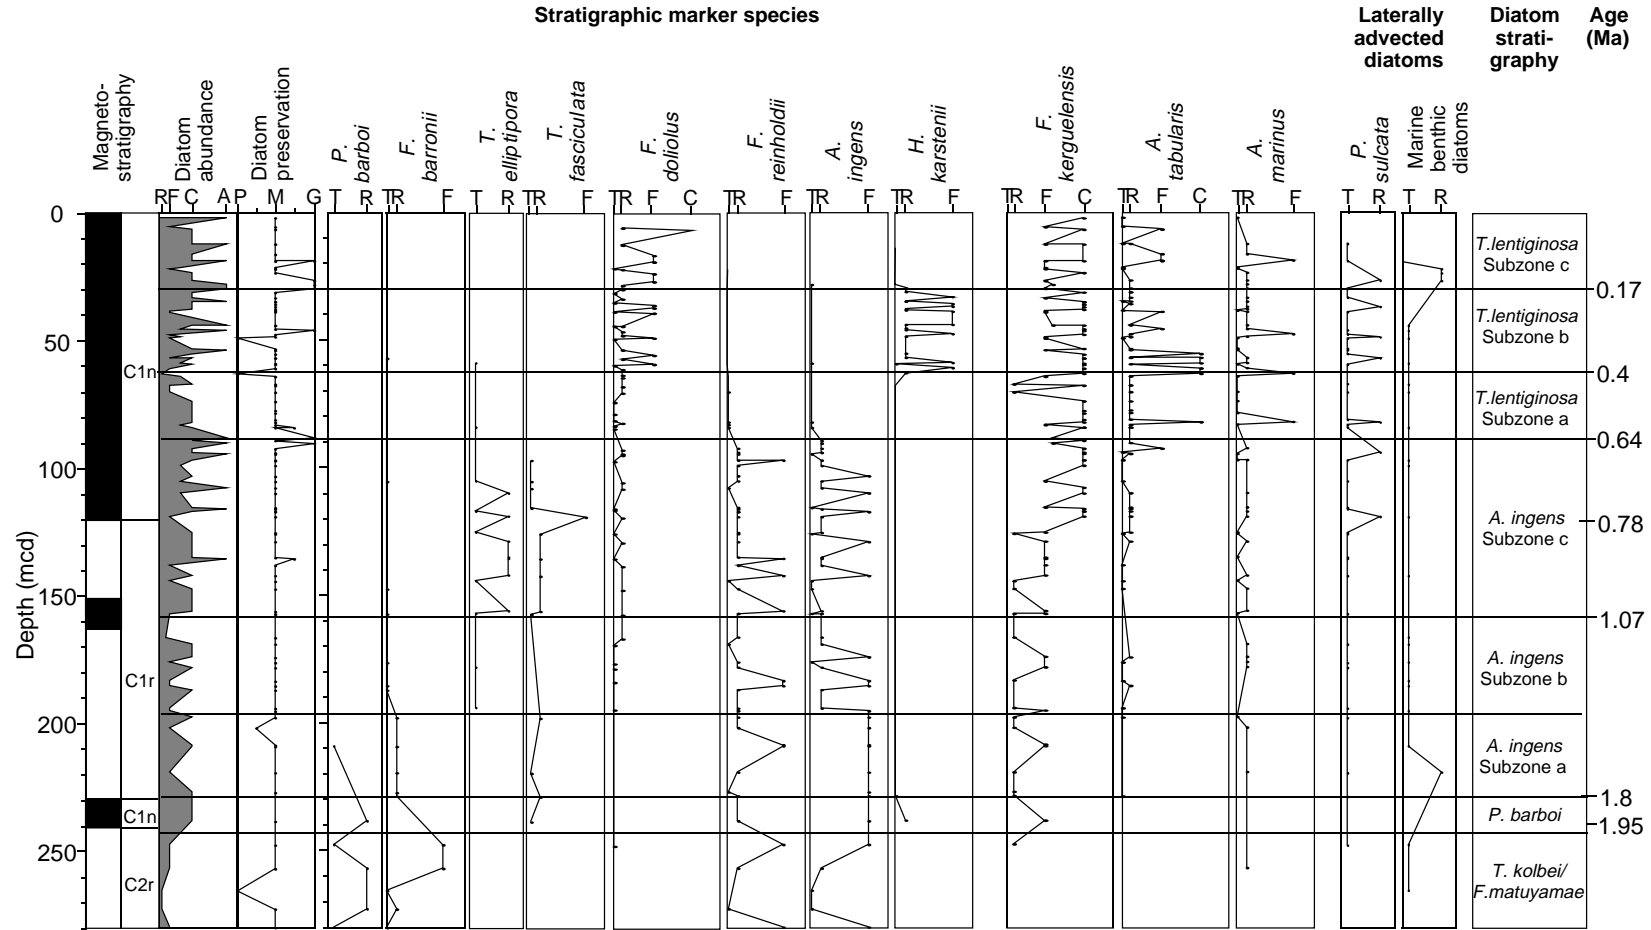 Stratigraphic marker species
Laterally
advected
diatoms
Diatom
strati-
graphy
Age
(Ma)
Magneto-
stratigraphy
Diatom
abundance
Diatom
preservation
P.
barboi
F.
barronii
T.
elliptipora
T.
fasciculata
F.
doliolus
F.
reinholdii
A.
ingens
H.
karstenii
F.
kerguelensis
A.
tabularis
A.
marinus
P.
sulcata
Marine
benthic
diatoms
R F C A P M G T R T R F T R T R F T R F C T R F T R F T R F T R F C T R F C T R F T R T R
Depth (mcd)
0
50
100
150
200
250
C1n
C1r
C1n
C2r
T.lentiginosa
Subzone c
0.17
T.lentiginosa
Subzone b
0.4
T.lentiginosa
Subzone a
0.64
A. ingens
Subzone c
0.78
1.07
A. ingens
Subzone b
A. ingens
Subzone a
1.8
P. barboi
1.95
T. kolbei/
F.matuyamae